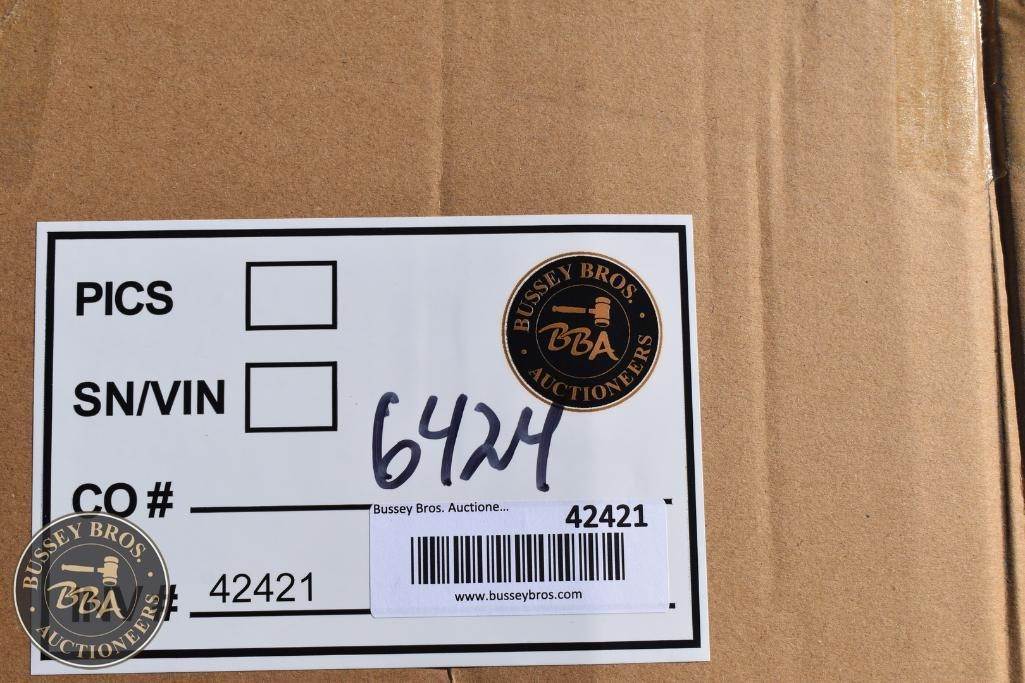 PICS
BUSSEY BROS.
BBA
AUCTIONEERS
SN/VIN
6424
CO #
Bussey Bros. Auctione...
42421
www.busseybros.com
INV # 42421
BUSSEY BROS.
BBA
AUCTIONEERS